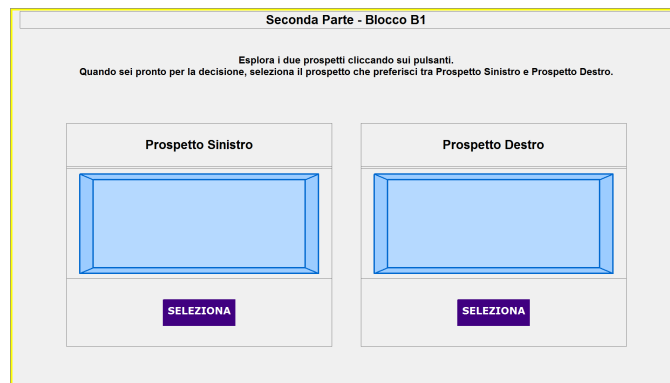 Seconda Parte - Blocco B1
Esplora i due prospetti cliccando sui pulsanti.
Quando sei pronto per la decisione, seleziona il prospetto che preferisci tra Prospetto Sinistro e Prospetto Destro.
Prospetto Sinistro
Prospetto Destro
SELEZIONA
SELEZIONA